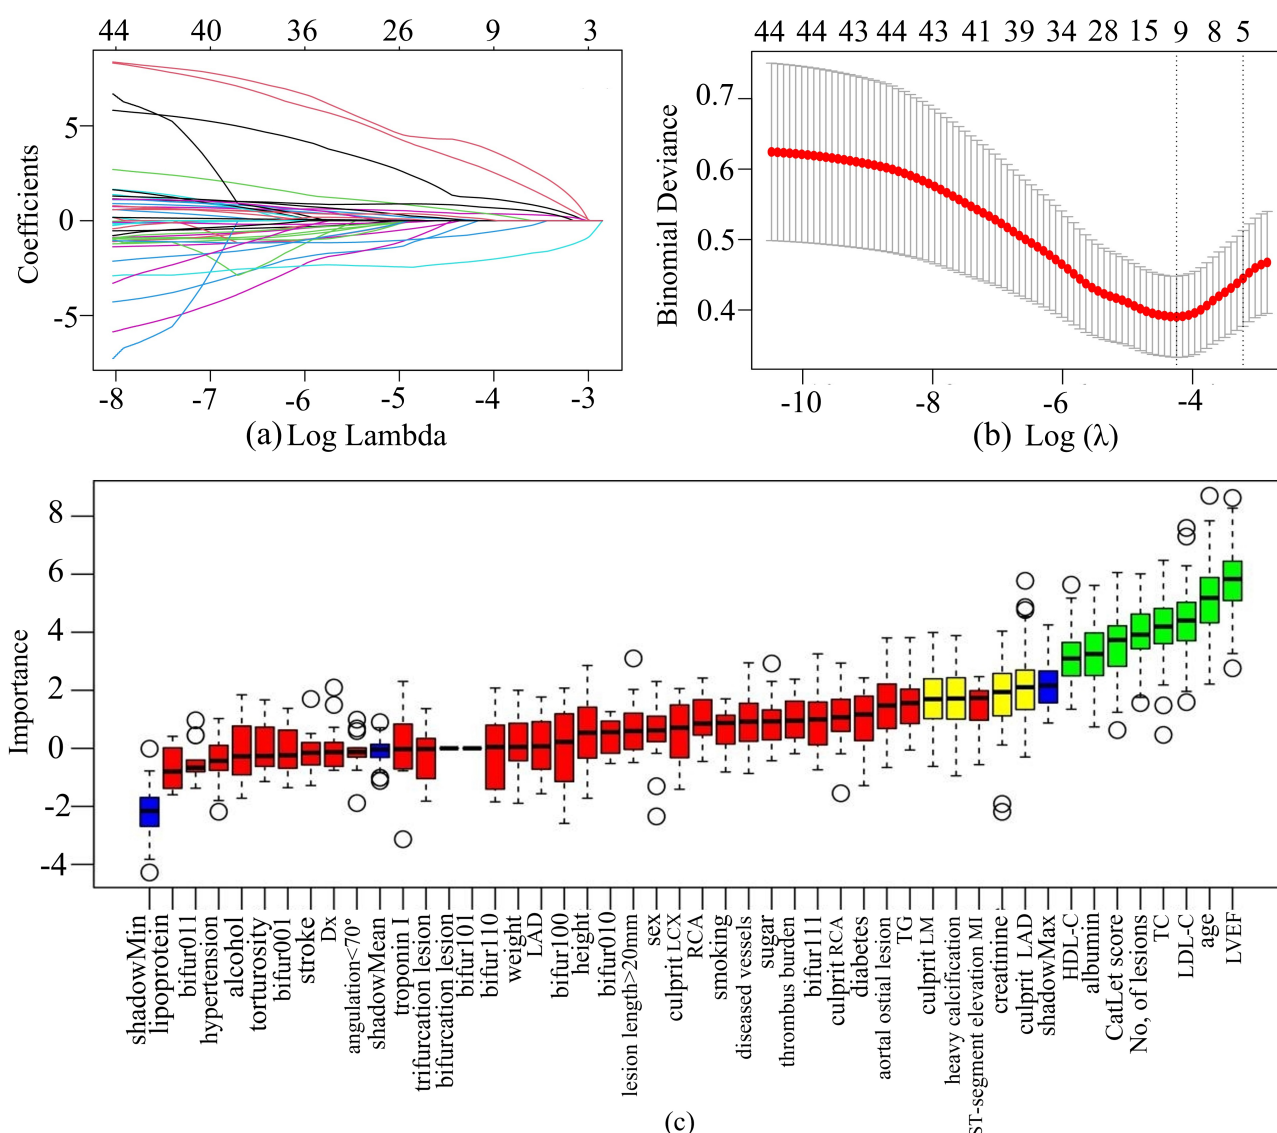 44 40 36 26 9 3
5
0
-5
Coefficients
-8 -7 -6 -5 -4 -3
(a) Log Lambda
44 44 43 44 43 41 39 34 28 15 9 8 5
0.7
0.6
0.5
0.4
Binomial Deviance
-10 -8 -6 -4
(b) Log (λ)
8
6
4
2
0
-2
-4
Importance
shadowMin
lipoprotein
bifur011
hypertension
alcohol
torturosity
bifur001
stroke
Dx
angulation<70°
shadowMean
troponin I
trifurcation lesion
bifurcation lesion
bifur101
bifur110
weight
LAD
bifur100
height
bifur010
lesion length>20mm
sex
culprit LCX
RCA
smoking
diseased vessels
sugar
thrombus burden
bifur111
culprit RCA
diabetes
aortal ostial lesion
TG
culprit LM
heavy calcification
ST-segment elevation MI
creatinine
culprit LAD
shadowMax
HDL-C
albumin
CatLet score
No, of lesions
TC
LDL-C
age
LVEF
(c)